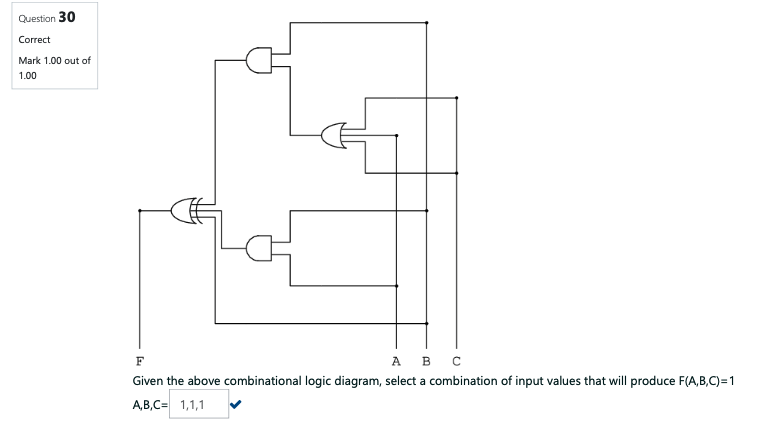 Question 30
Correct
Mark 1.00 out of
1.00
F A B C
Given the above combinational logic diagram, select a combination of input values that will produce F(A,B,C)=1
A,B,C= 1,1,1